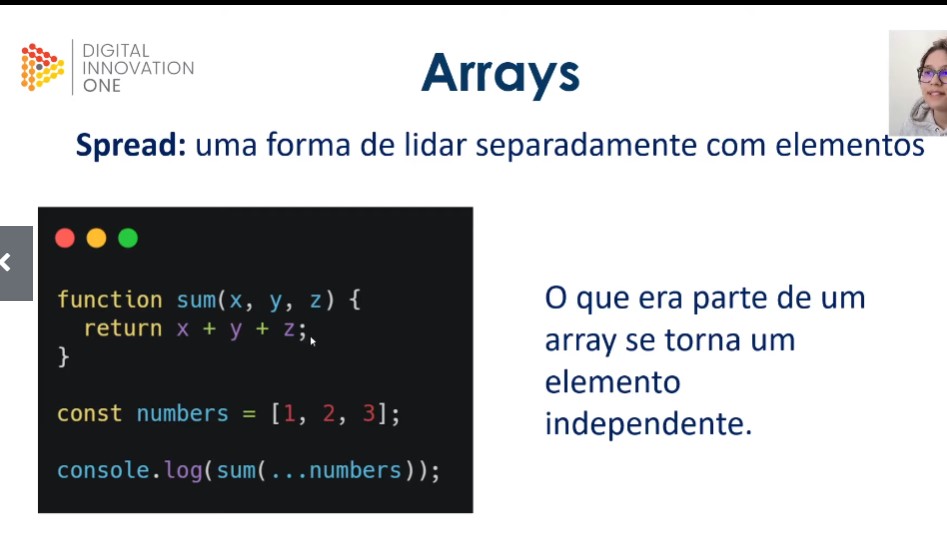 DIGITAL
INNOVATION
ONE
Arrays
Spread: uma forma de lidar separadamente com elementos
function sum(x, y, z) {
  return x + y + z;
}
const numbers = [1, 2, 3];
console.log(sum(...numbers));
O que era parte de um
array se torna um
elemento
independente.